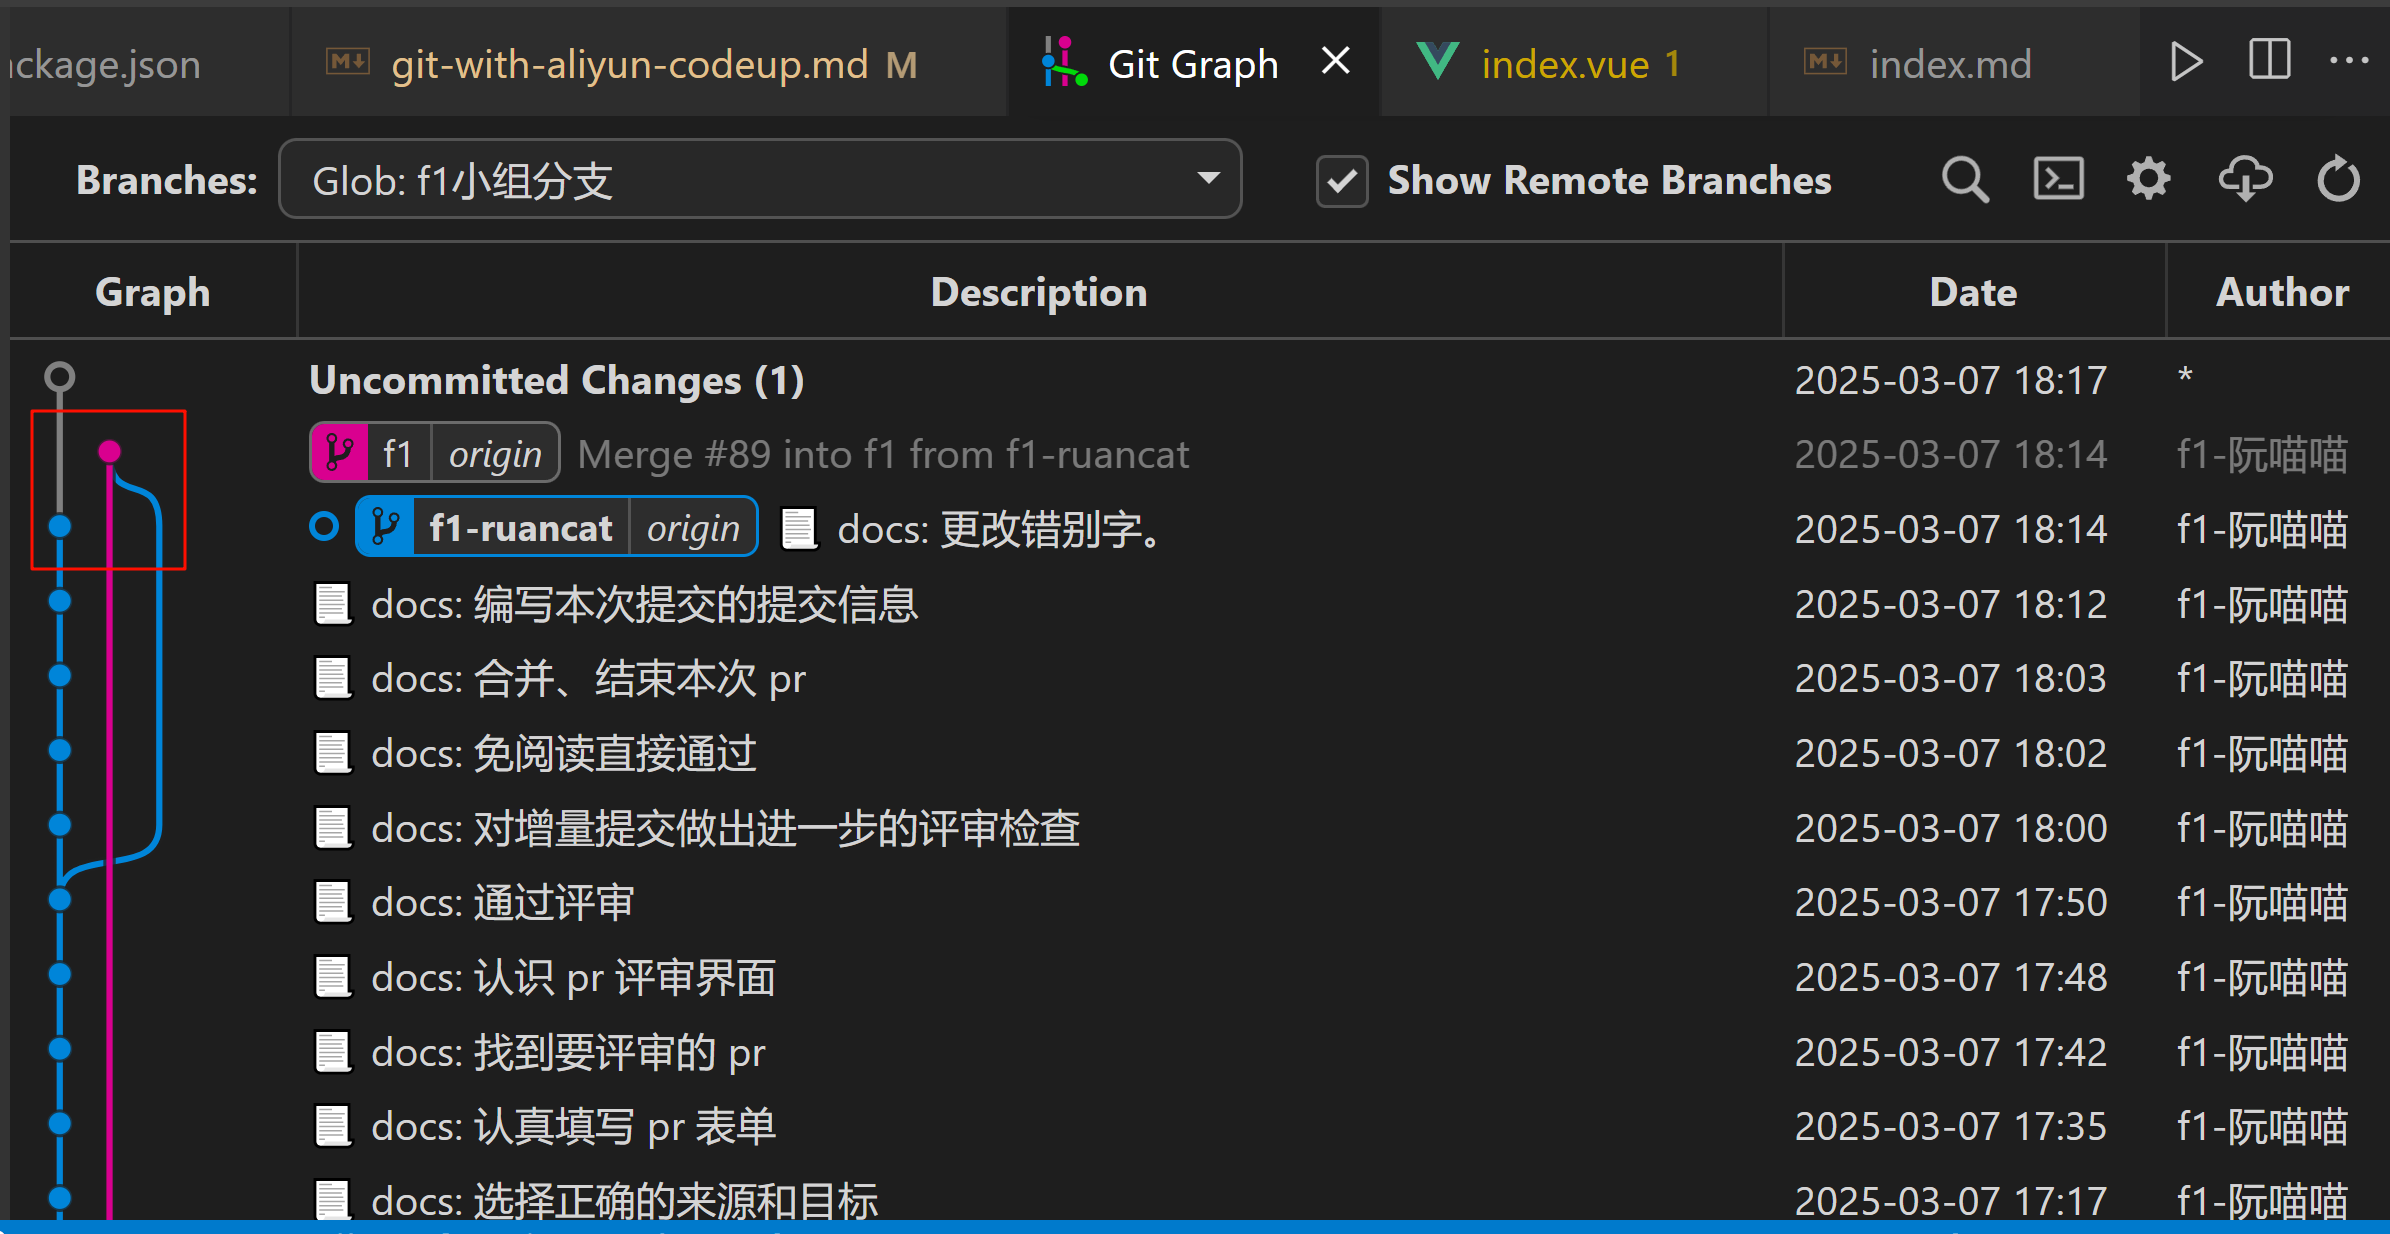 ckage.json
git-with-aliyun-codeup.md M
Git Graph
index.vue 1
index.md
Branches: Glob: f1小组分支
Show Remote Branches
Graph Description Date Author
Uncommitted Changes (1) 2025-03-07 18:17 *
f1 origin Merge #89 into f1 from f1-ruancat 2025-03-07 18:14 f1-阮喵喵
f1-ruancat origin docs: 更改错别字。 2025-03-07 18:14 f1-阮喵喵
docs: 编写本次提交的提交信息 2025-03-07 18:12 f1-阮喵喵
docs: 合并、结束本次 pr 2025-03-07 18:03 f1-阮喵喵
docs: 免阅读直接通过 2025-03-07 18:02 f1-阮喵喵
docs: 对增量提交做出进一步的评审检查 2025-03-07 18:00 f1-阮喵喵
docs: 通过评审 2025-03-07 17:50 f1-阮喵喵
docs: 认识 pr 评审界面 2025-03-07 17:48 f1-阮喵喵
docs: 找到要评审的 pr 2025-03-07 17:42 f1-阮喵喵
docs: 认真填写 pr 表单 2025-03-07 17:35 f1-阮喵喵
docs: 选择正确的来源和目标 2025-03-07 17:17 f1-阮喵喵